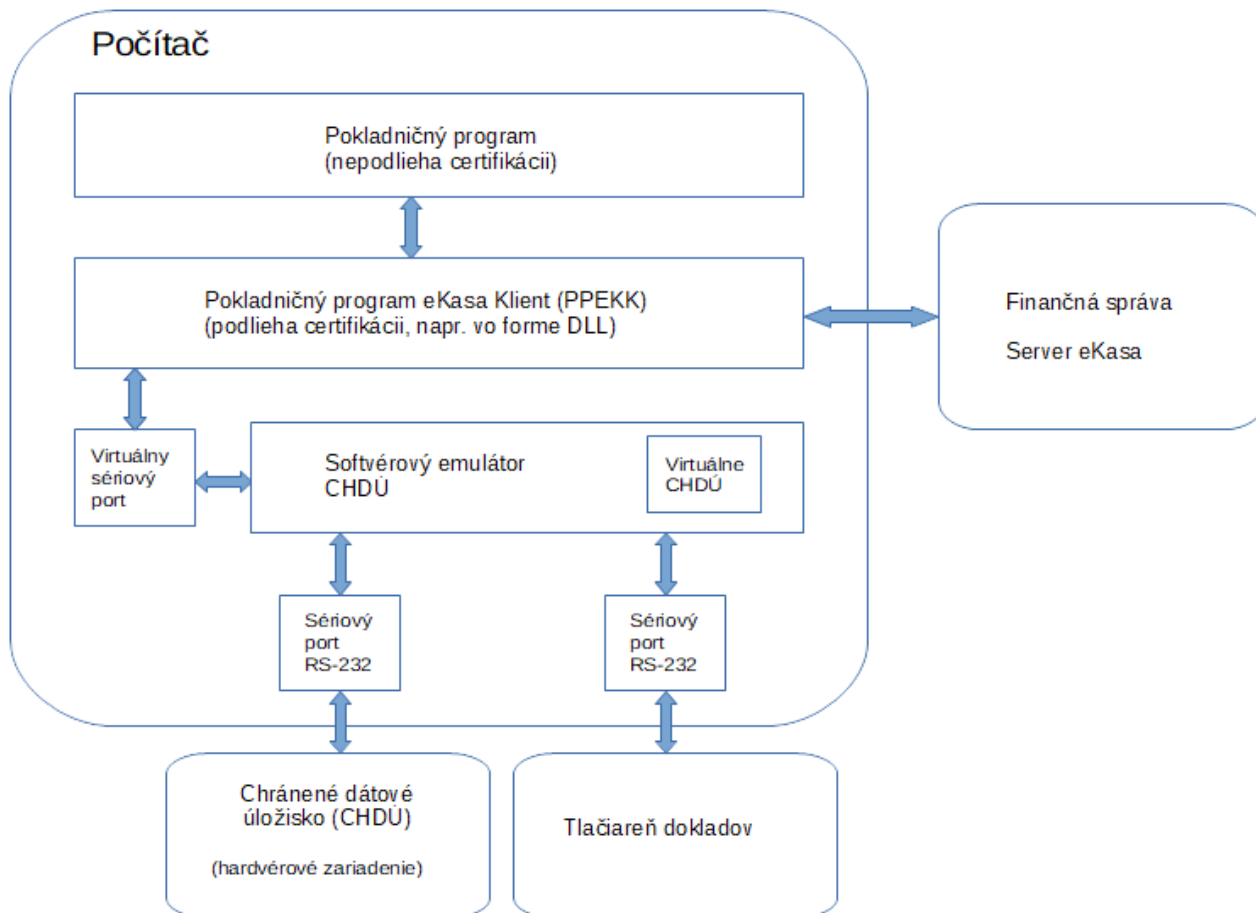 Počítač
Pokladničný program
(nepodlieha certifikácii)
Pokladničný program eKasa Klient (PPEKK)
(podlieha certifikácii, napr. vo forme DLL)
Finančná správa
Server eKasa
Virtuálny
sériový
port
Softvérový emulátor
CHDÚ
Virtuálne
CHDÚ
Sériový
port
RS-232
Sériový
port
RS-232
Chránené dátové
úložisko (CHDÚ)
(hardvérové zariadenie)
Tlačiareň dokladov